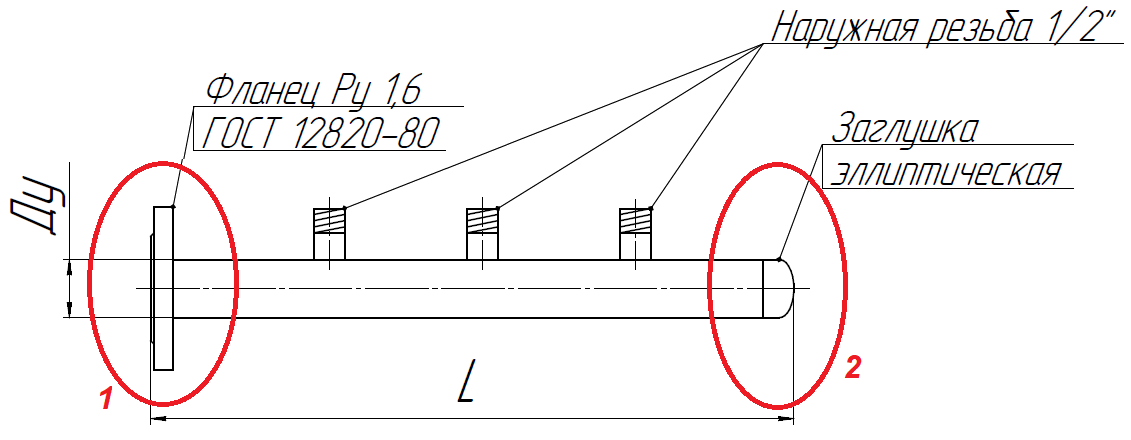 Наружная резьба 1/2"
Фланец Ру 1,6
ГОСТ 12820-80
Заглушка
эллиптическая
Ду
1
2
L